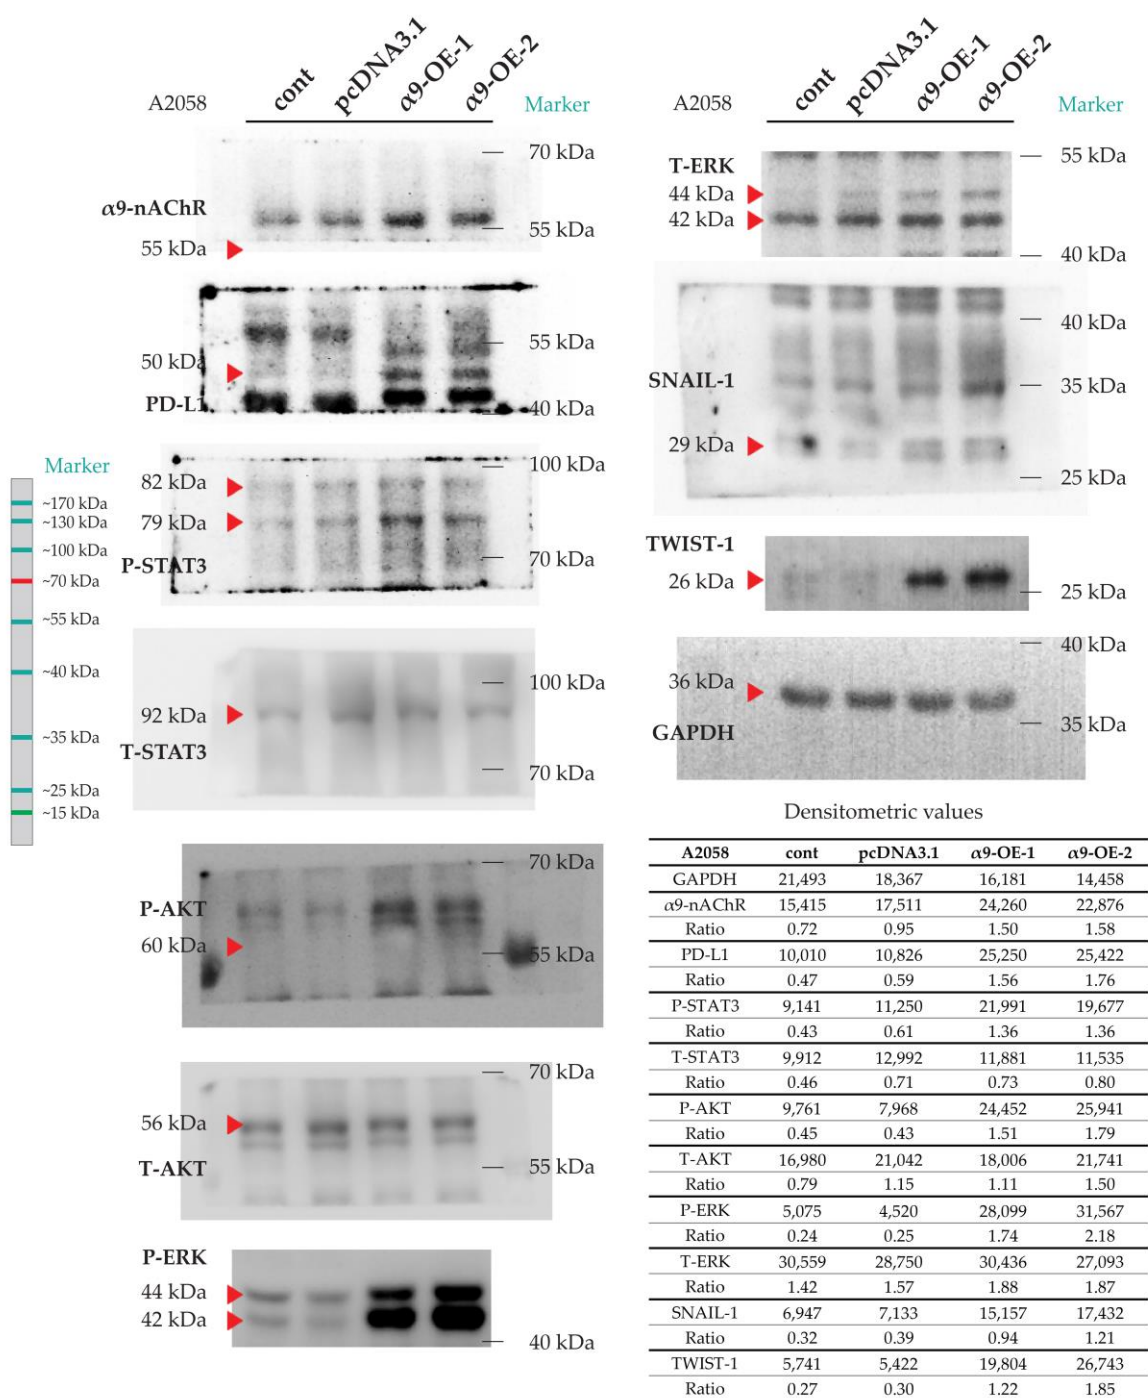 A2058 cont pcDNA3.1 α9-OE-1 α9-OE-2 Marker
70 kDa
α9-nAChR
55 kDa
55 kDa
55 kDa
50 kDa
PD-L1
40 kDa
100 kDa
82 kDa
79 kDa
70 kDa
P-STAT3
100 kDa
92 kDa
T-STAT3
70 kDa
70 kDa
P-AKT
60 kDa
55 kDa
70 kDa
56 kDa
T-AKT
55 kDa
P-ERK
44 kDa
42 kDa
40 kDa
Marker
~170 kDa
~130 kDa
~100 kDa
~70 kDa
~55 kDa
~40 kDa
~35 kDa
~25 kDa
~15 kDa
A2058 cont pcDNA3.1 α9-OE-1 α9-OE-2 Marker
55 kDa
T-ERK
44 kDa
42 kDa
40 kDa
40 kDa
SNAIL-1
35 kDa
29 kDa
25 kDa
TWIST-1
26 kDa
25 kDa
40 kDa
36 kDa
35 kDa
GAPDH
Densitometric values
A2058 cont pcDNA3.1 α9-OE-1 α9-OE-2
GAPDH 21,493 18,367 16,181 14,458
α9-nAChR 15,415 17,511 24,260 22,876
Ratio 0.72 0.95 1.50 1.58
PD-L1 10,010 10,826 25,250 25,422
Ratio 0.47 0.59 1.56 1.76
P-STAT3 9,141 11,250 21,991 19,677
Ratio 0.43 0.61 1.36 1.36
T-STAT3 9,912 12,992 11,881 11,535
Ratio 0.46 0.71 0.73 0.80
P-AKT 9,761 7,968 24,452 25,941
Ratio 0.45 0.43 1.51 1.79
T-AKT 16,980 21,042 18,006 21,741
Ratio 0.79 1.15 1.11 1.50
P-ERK 5,075 4,520 28,099 31,567
Ratio 0.24 0.25 1.74 2.18
T-ERK 30,559 28,750 30,436 27,093
Ratio 1.42 1.57 1.88 1.87
SNAIL-1 6,947 7,133 15,157 17,432
Ratio 0.32 0.39 0.94 1.21
TWIST-1 5,741 5,422 19,804 26,743
Ratio 0.27 0.30 1.22 1.85